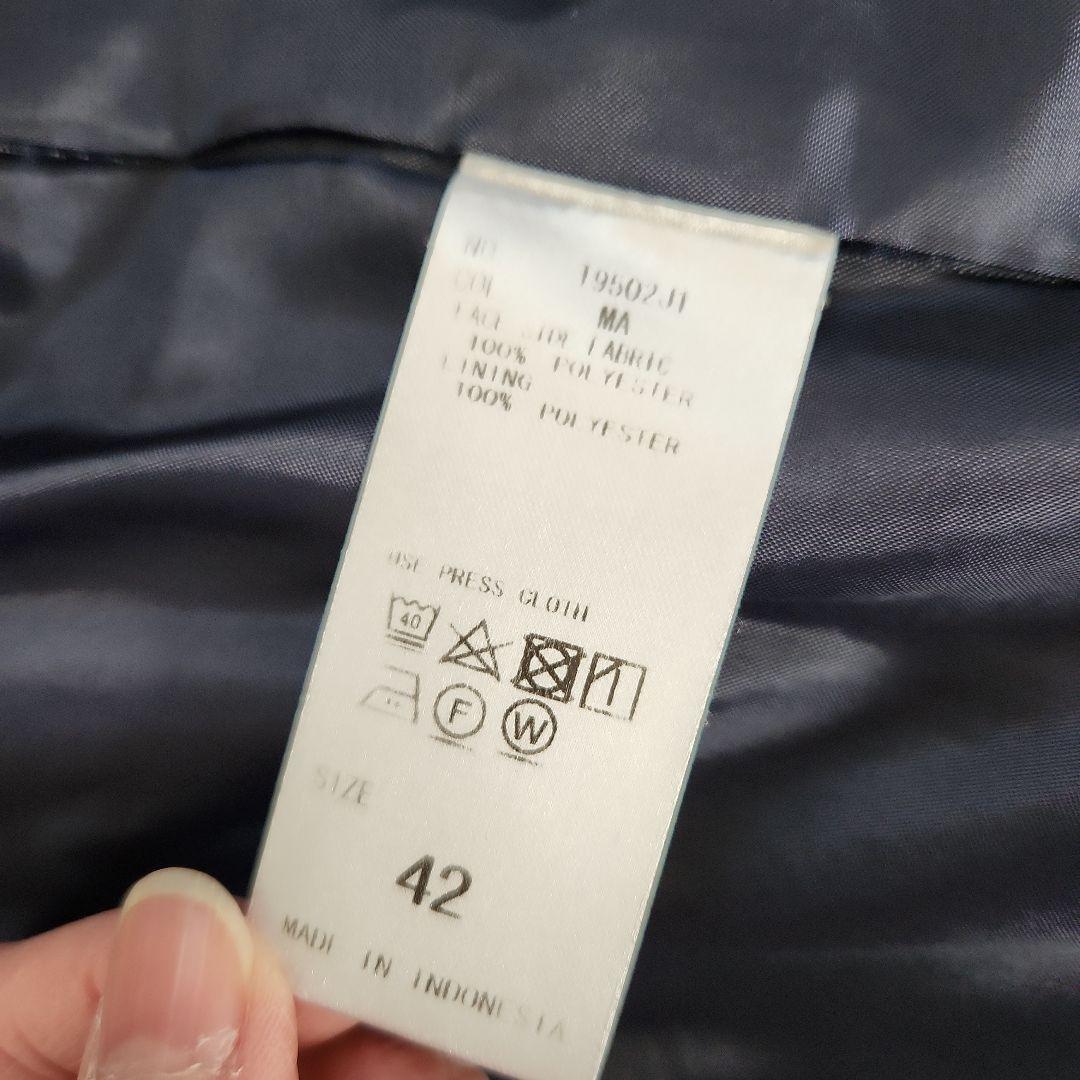 NO 19502J1
COL MA
FACE SIDE FABRIC
100% POLYESTER
LINING
100% POLYESTER
USE PRESS CLOTH
40
F W
SIZE
42
MADE IN INDONESIA